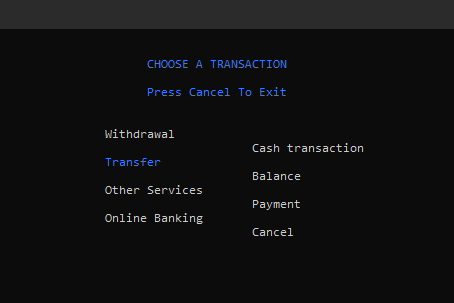 CHOOSE A TRANSACTION
Press Cancel To Exit
Withdrawal
Cash transaction
Transfer
Balance
Other Services
Payment
Online Banking
Cancel